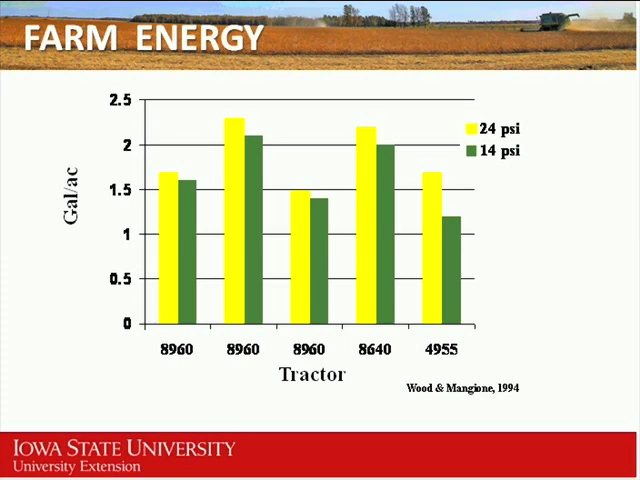 FARM ENERGY
2.5
2
1.5
1
0.5
0
Gal/ac
24 psi
14 psi
8960 8960 8960 8640 4955
Tractor
Wood & Mangione, 1994
IOWA STATE UNIVERSITY
University Extension